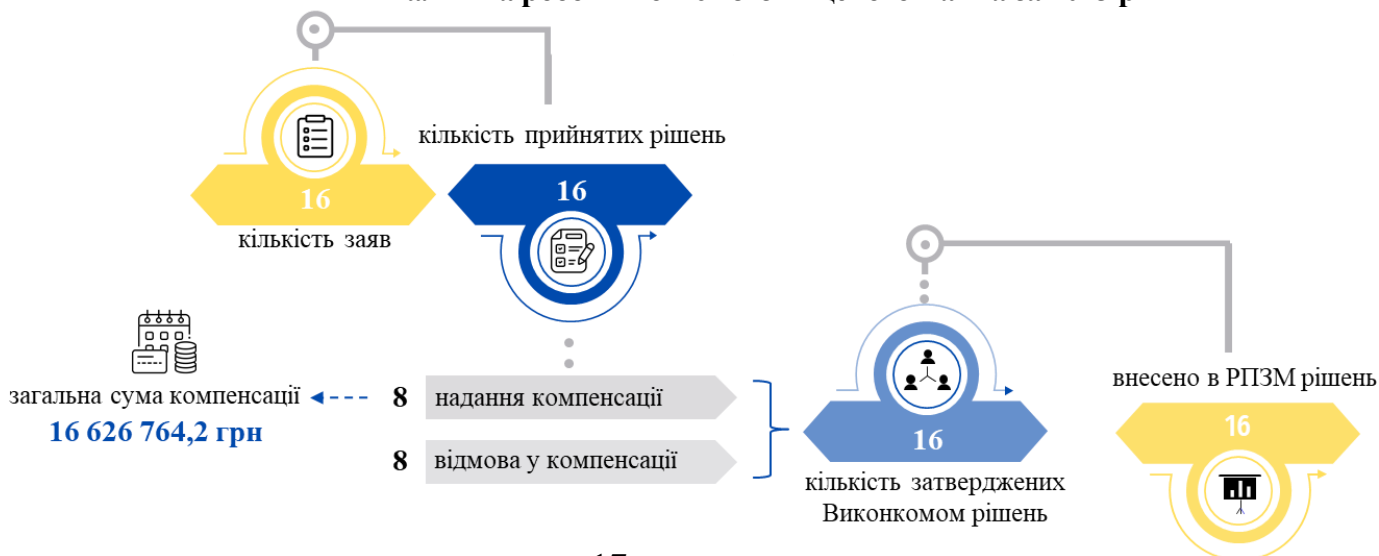 16
кількість заяв
кількість прийнятих рішень
16
загальна сума компенсації
16 626 764,2 грн
8 надання компенсації
8 відмова у компенсації
16
кількість затверджених
Виконкомом рішень
внесено в РПЗМ рішень
16